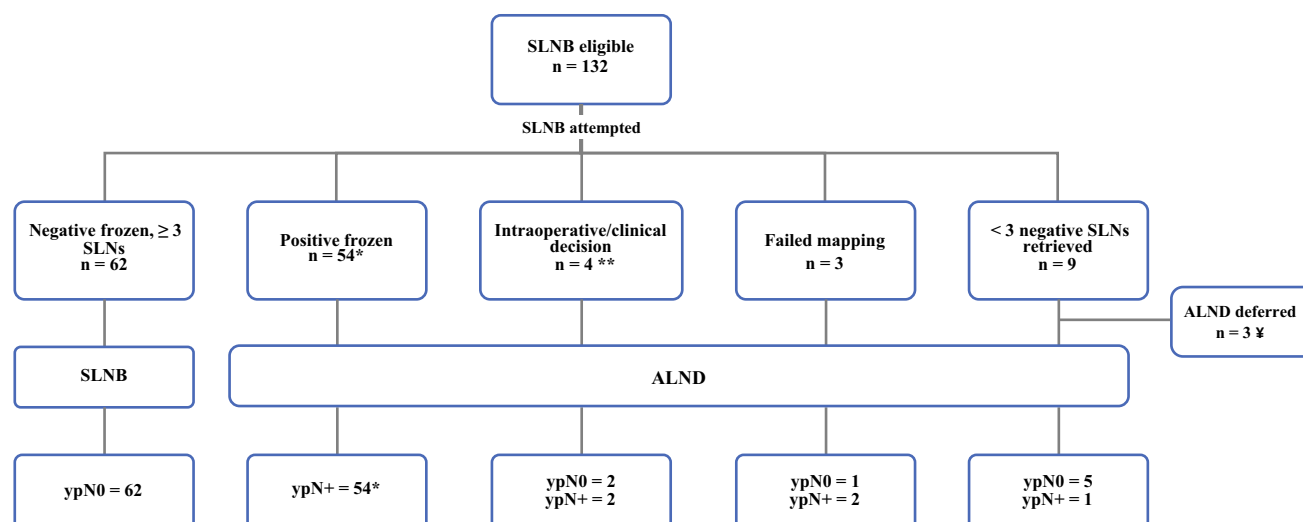 SLNB eligible
n = 132
SLNB attempted
Negative frozen, ≥ 3
SLNs
n = 62
Positive frozen
n = 54*
Intraoperative/clinical
decision
n = 4 **
Failed mapping
n = 3
< 3 negative SLNs
retrieved
n = 9
ALND deferred
n = 3 ¥
SLNB
ALND
ypN0 = 62
ypN+ = 54*
ypN0 = 2
ypN+ = 2
ypN0 = 1
ypN+ = 2
ypN0 = 5
ypN+ = 1